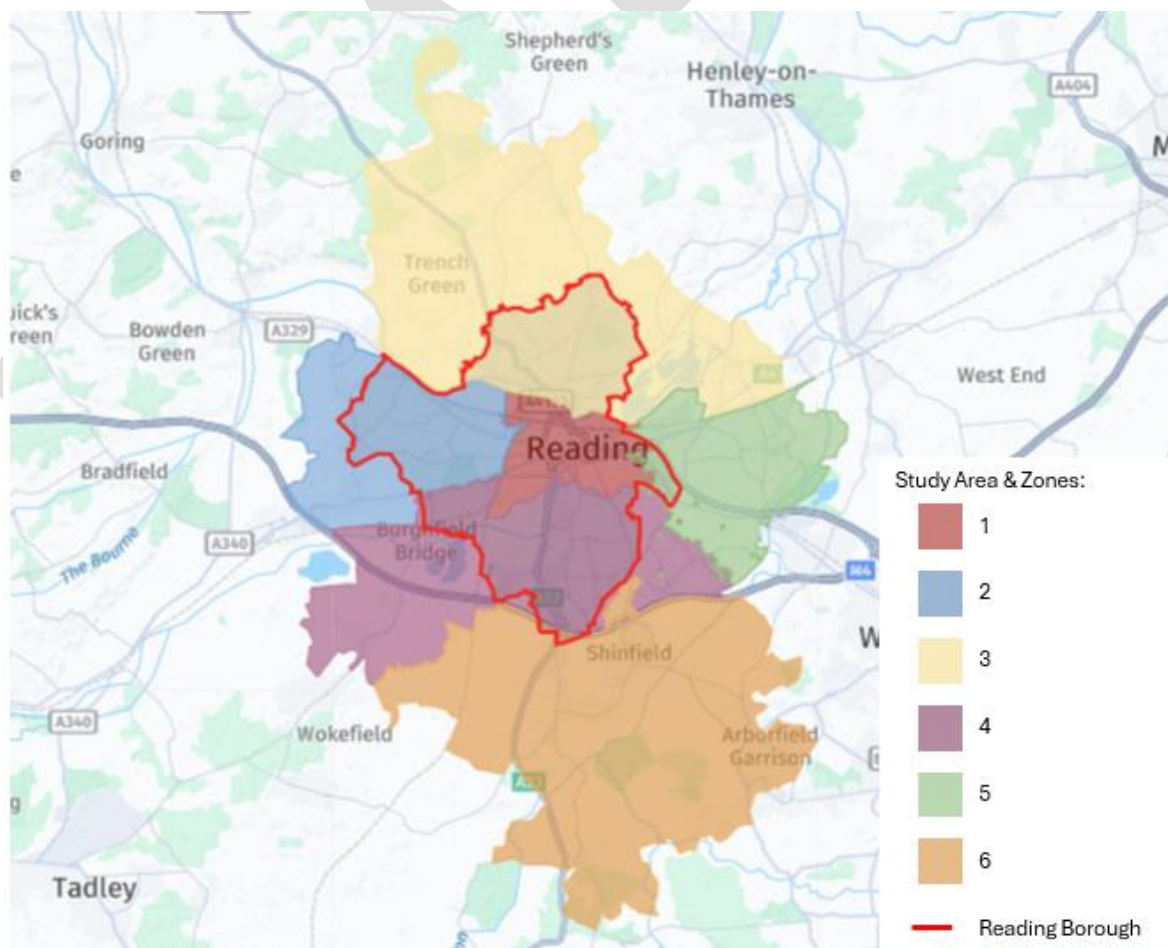 Shepherd's
Green
Henley-on-
Thames
A404
Goring
Trench
Green
Bowden
Green
A329
West End
Reading
Bradfield
Study Area & Zones:
1
Burghfield
Bridge
A340
The Bourne
2
M4
3
Shinfield
A340
Wokefield
Arborfield
Garrison
4
5
6
Tadley
Reading Borough